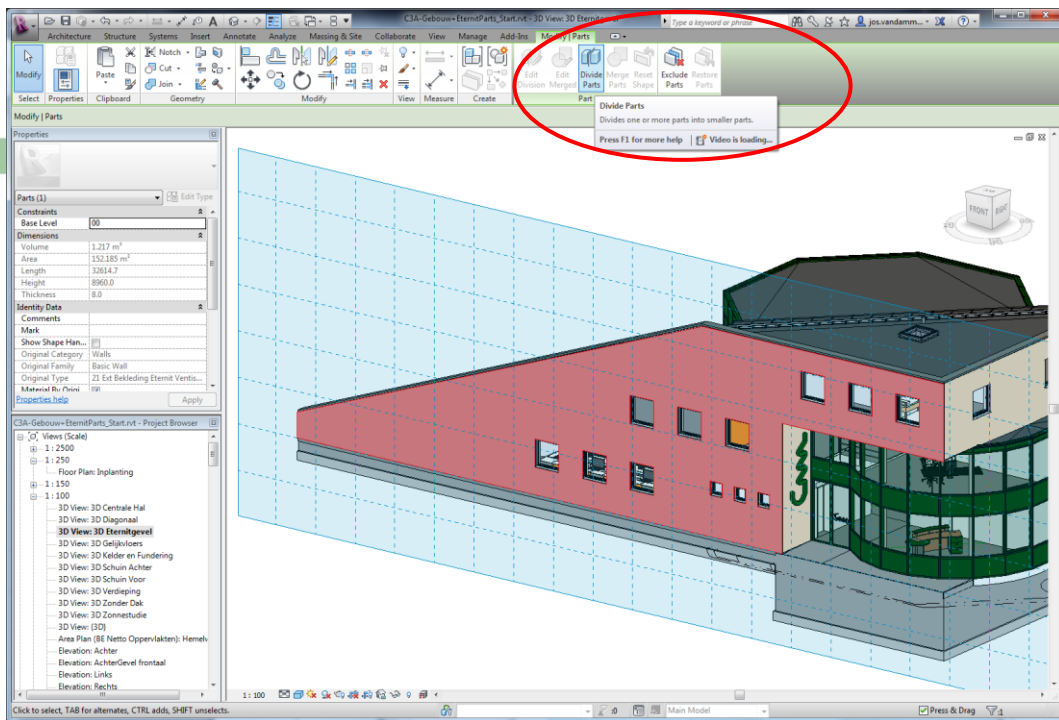 C3A-Gebouw+EternitParts_Start.rvt - 3D View: 3D Eternitgevel
Type a keyword or phrase
jos.vandamm...
Architecture Structure Systems Insert Annotate Analyze Massing & Site Collaborate View Manage Add-Ins Modify | Parts
Modify
Paste
Notch
Cut
Join
Edit Division
Edit Merged
Divide Parts
Merge Parts
Reset Shape
Exclude Parts
Restore Parts
Select Properties Clipboard Geometry Modify View Measure Create Part
Divide Parts
Divides one or more parts into smaller parts.
Press F1 for more help Video is loading...
Modify | Parts
Properties
Parts (1) Edit Type
Constraints
Base Level 00
Dimensions
Volume 1.217 m³
Area 152.185 m²
Length 32614.7
Height 8960.0
Thickness 8.0
Identity Data
Comments
Mark
Show Shape Han...
Original Category Walls
Original Family Basic Wall
Original Type 21 Ext Bekleding Eternit Ventis...
Material By Origi...
Properties help Apply
C3A-Gebouw+EternitParts_Start.rvt - Project Browser
Views (Scale)
1 : 2500
1 : 250
Floor Plan: Inplanting
1 : 150
1 : 100
3D View: 3D Centrale Hal
3D View: 3D Diagonaal
3D View: 3D Eternitgevel
3D View: 3D Gelijkvloers
3D View: 3D Kelder en Fundering
3D View: 3D Schuin Achter
3D View: 3D Schuin Voor
3D View: 3D Verdieping
3D View: 3D Zonder Dak
3D View: 3D Zonnestudie
3D View: {3D}
Area Plan (BE Netto Oppervlakten): Hemelw
Elevation: Achter
Elevation: AchterGevel frontaal
Elevation: Links
Elevation: Rechts
FRONT RIGHT
1 : 100
Click to select, TAB for alternates, CTRL adds, SHIFT unselects.
:0 Main Model
Press & Drag :1